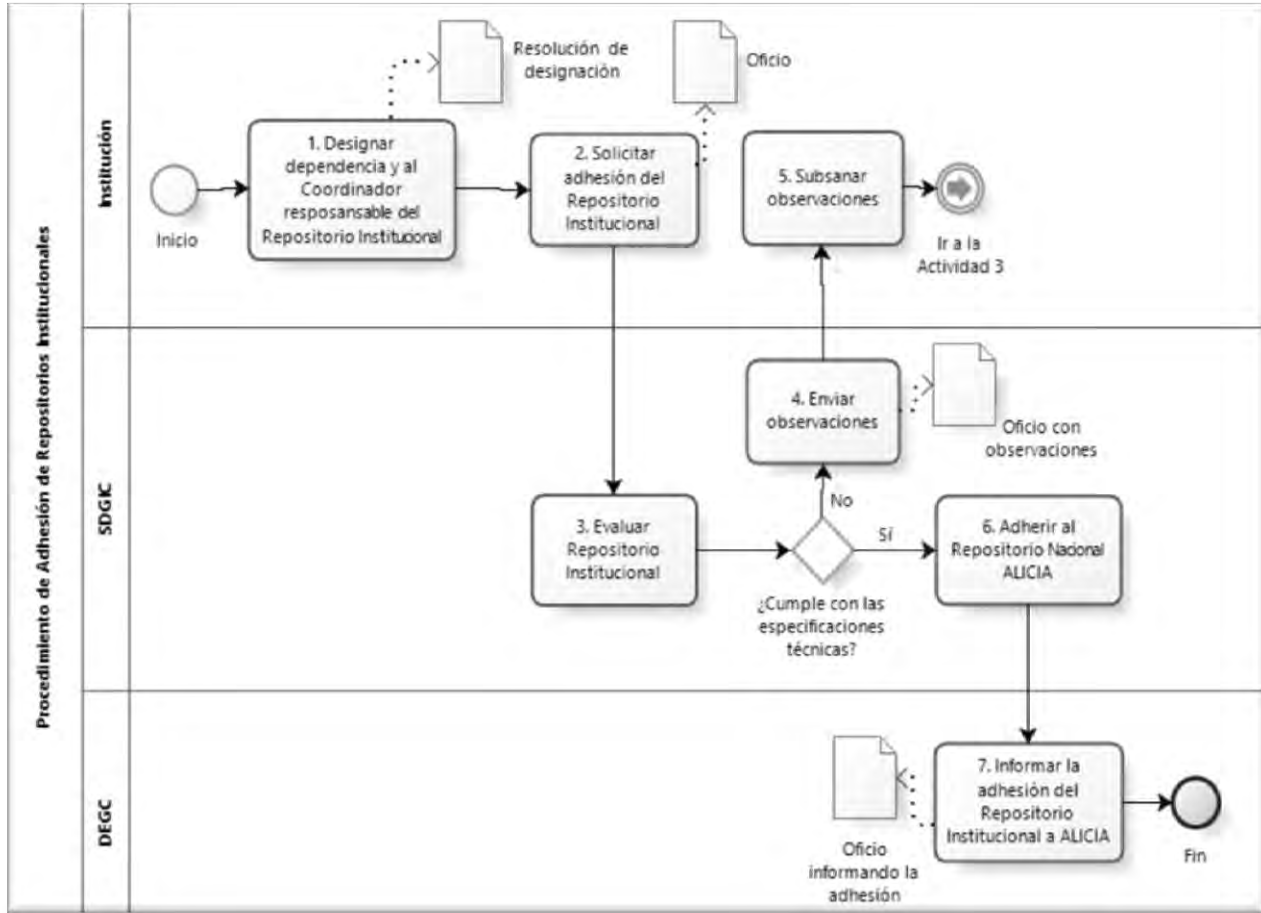 Procedimiento de Adhesión de Repositorios Institucionales
Institución
Inicio
1. Designar
dependencia y al
Coordinador
resposansable del
Repositorio Institucional
Resolución de
designación
2. Solicitar
adhesión del
Repositorio
Institucional
Oficio
5. Subsanar
observaciones
Ir a la
Actividad 3
SDGIC
3. Evaluar
Repositorio
Institucional
4. Enviar
observaciones
Oficio con
observaciones
No
Sí
¿Cumple con las
especificaciones
técnicas?
6. Adherir al
Repositorio Nacional
ALICIA
DEGC
7. Informar la
adhesión del
Repositorio
Institucional a ALICIA
Oficio
informando la
adhesión
Fin